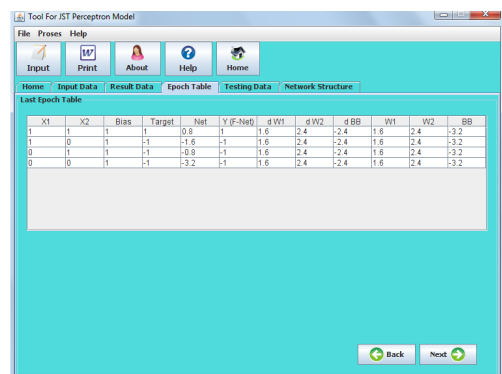 Tool For JST Perceptron Model
File Proses Help
Input Print About Help Home
Home Input Data Result Data Epoch Table Testing Data Network Structure
Last Epoch Table
X1 X2 Bias Target Net Y (F-Net) d W1 d W2 d BB W1 W2 BB
1 1 1 1 0.8 1 1.6 2.4 -2.4 1.6 2.4 -3.2
1 0 1 -1 -1.6 -1 1.6 2.4 -2.4 1.6 2.4 -3.2
0 1 1 -1 -0.8 -1 1.6 2.4 -2.4 1.6 2.4 -3.2
0 0 1 -1 -3.2 -1 1.6 2.4 -2.4 1.6 2.4 -3.2
Back Next